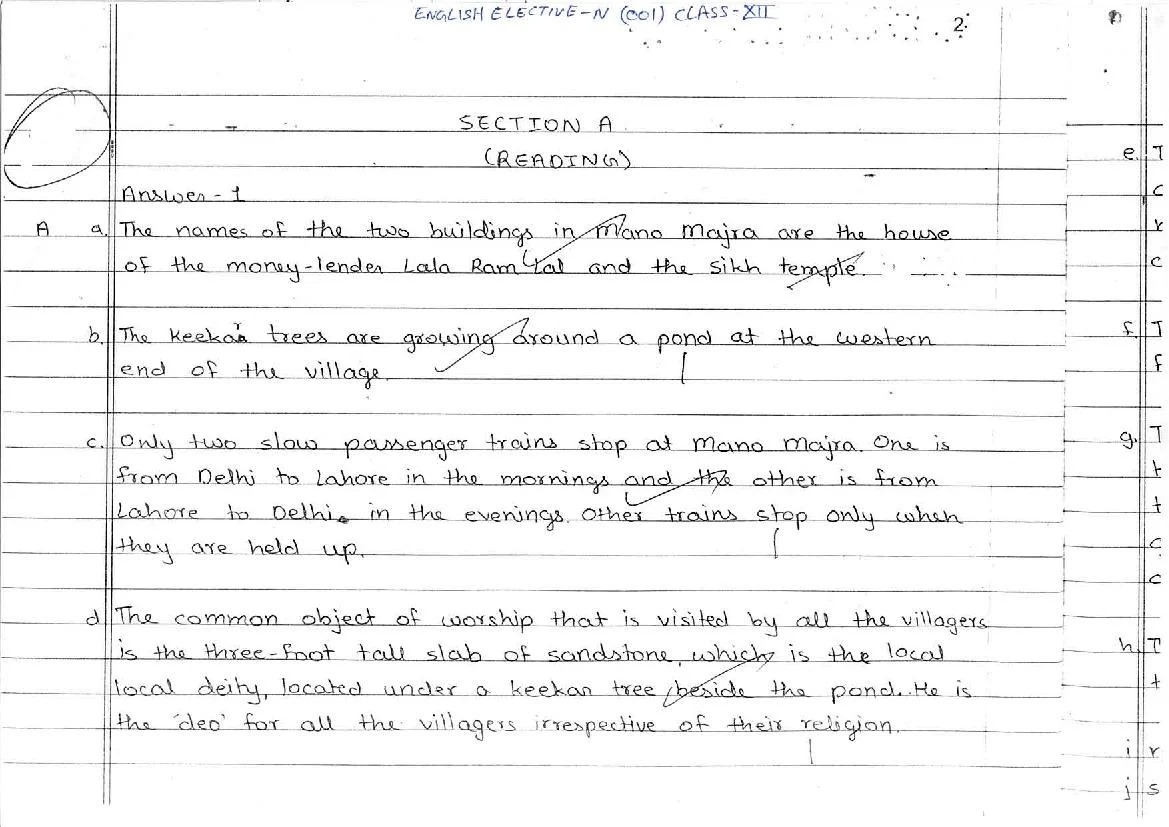 ENGLISH ELECTIVE-N (001) CLASS-XII
2
SECTION A
(READING)
Answer - 1
A a. The names of the two buildings in Mano Majra are the house
of the money-lender Lala Ram Lal and the Sikh temple.
b. The Keekar trees are growing around a pond at the western
end of the village.
c. Only two slow passenger trains stop at Mano Majra. One is
from Delhi to Lahore in the mornings and the other is from
Lahore to Delhi in the evenings. Other trains stop only when
they are held up.
d The common object of worship that is visited by all the villagers
is the three-foot tall slab of sandstone, which is the local
local deity, located under a keekar tree beside the pond. He is
the 'deo' for all the villagers irrespective of their religion.
e. T
c
r
c
f. T
f
g. T
t
t
c
c
h. T
t
i r
j s